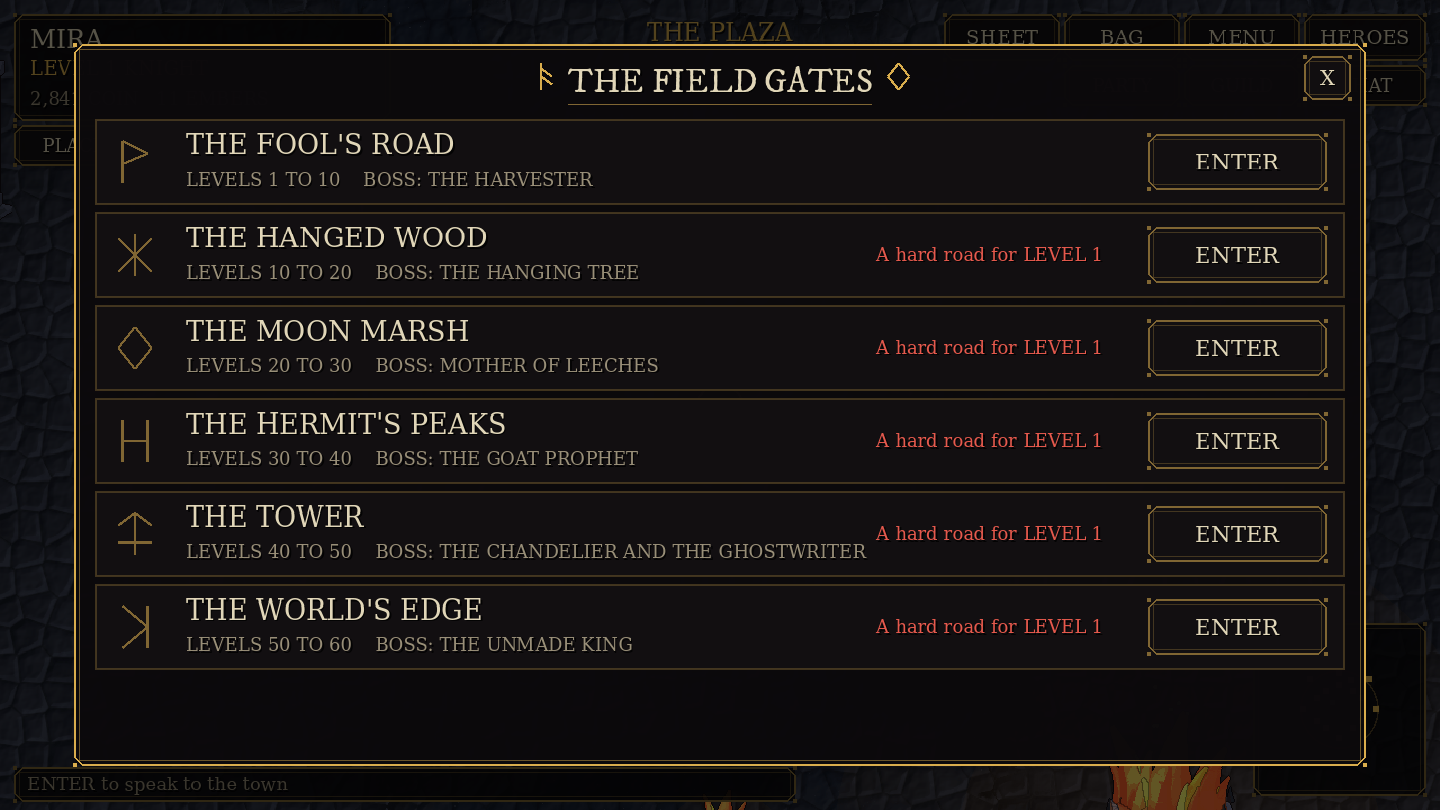 MIRA
THE PLAZA
SHEET
BAG
MENU
HEROES
THE FIELD GATES
X
THE FOOL'S ROAD
LEVELS 1 TO 10 BOSS: THE HARVESTER
ENTER
THE HANGED WOOD
LEVELS 10 TO 20 BOSS: THE HANGING TREE
A hard road for LEVEL 1
ENTER
THE MOON MARSH
LEVELS 20 TO 30 BOSS: MOTHER OF LEECHES
A hard road for LEVEL 1
ENTER
THE HERMIT'S PEAKS
LEVELS 30 TO 40 BOSS: THE GOAT PROPHET
A hard road for LEVEL 1
ENTER
THE TOWER
LEVELS 40 TO 50 BOSS: THE CHANDELIER AND THE GHOSTWRITER
A hard road for LEVEL 1
ENTER
THE WORLD'S EDGE
LEVELS 50 TO 60 BOSS: THE UNMADE KING
A hard road for LEVEL 1
ENTER
ENTER to speak to the town